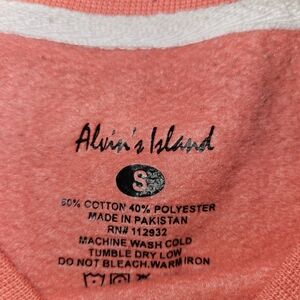 Alvin's Island
S
60% COTTON 40% POLYESTER
MADE IN PAKISTAN
RN# 112932
MACHINE WASH COLD
TUMBLE DRY LOW
DO NOT BLEACH.WARM IRON